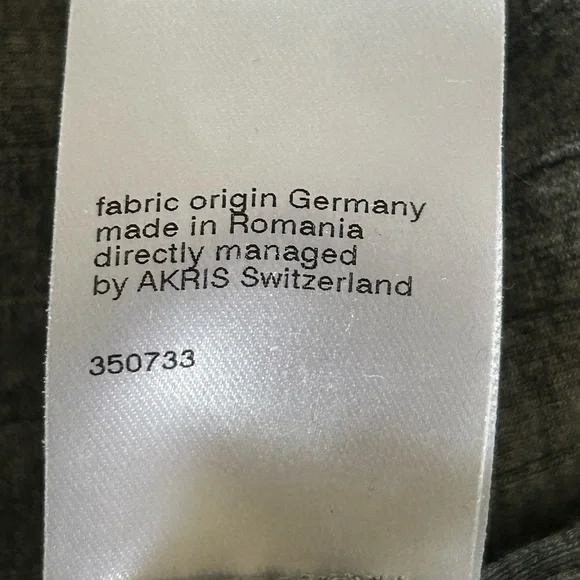 fabric origin Germany
made in Romania
directly managed
by AKRIS Switzerland
350733